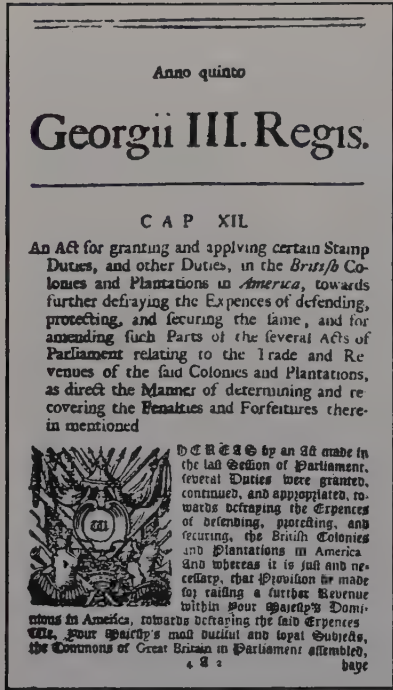 Anno quinto
Georgii III. Regis.
CAP XII.
An Act for granting and applying certain Stamp
Duties, and other Duties, in the British Co-
lonies and Plantations in America, towards
further defraying the Expences of defending,
protecting, and securing the same, and for
amending such Parts of the several Acts of
Parliament relating to the Trade and Re
venues of the said Colonies and Plantations,
as direct the Manner of determining and re
covering the Penalties and Forfeitures there-
in mentioned
HEREAS by an Act made in
the last Session of Parliament,
several Duties were granted,
continued, and appropriated, to-
wards defraying the Expences
of defending, protecting, and
securing, the British Colonies
and Plantations in America
And whereas it is just and ne-
cessary, that Provision be made
for raising a further Revenue
within Your Majesty's Domi-
nions in America, towards defraying the said Expences
We, Your Majesty's most dutiful and loyal Subjects,
the Commons of Great Britain in Parliament assembled,
4 A 2
have